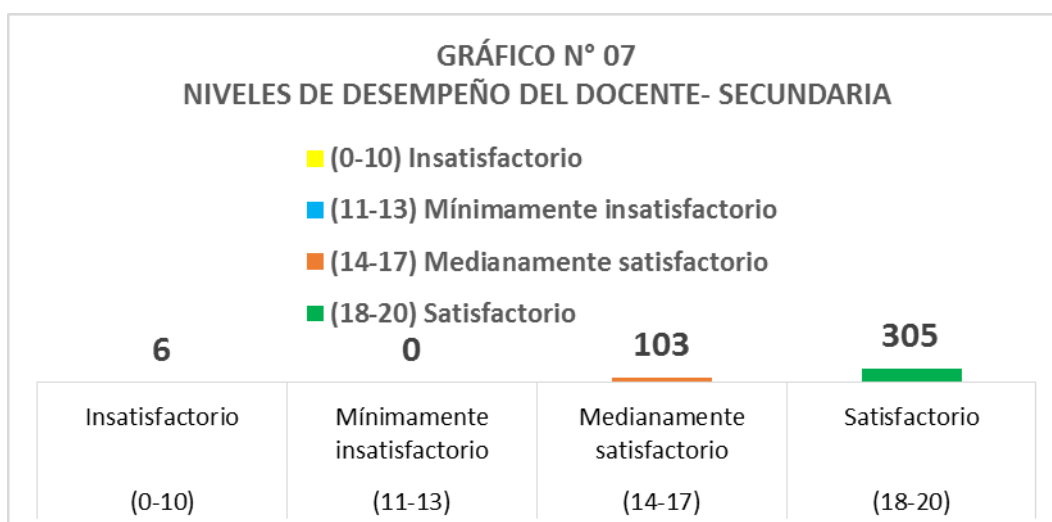 GRÁFICO N° 07
NIVELES DE DESEMPEÑO DEL DOCENTE- SECUNDARIA
(0-10) Insatisfactorio
(11-13) Mínimamente insatisfactorio
(14-17) Medianamente satisfactorio
(18-20) Satisfactorio
6 0 103 305
Insatisfactorio Mínimamente Medianamente Satisfactorio
insatisfactorio satisfactorio
(0-10) (11-13) (14-17) (18-20)